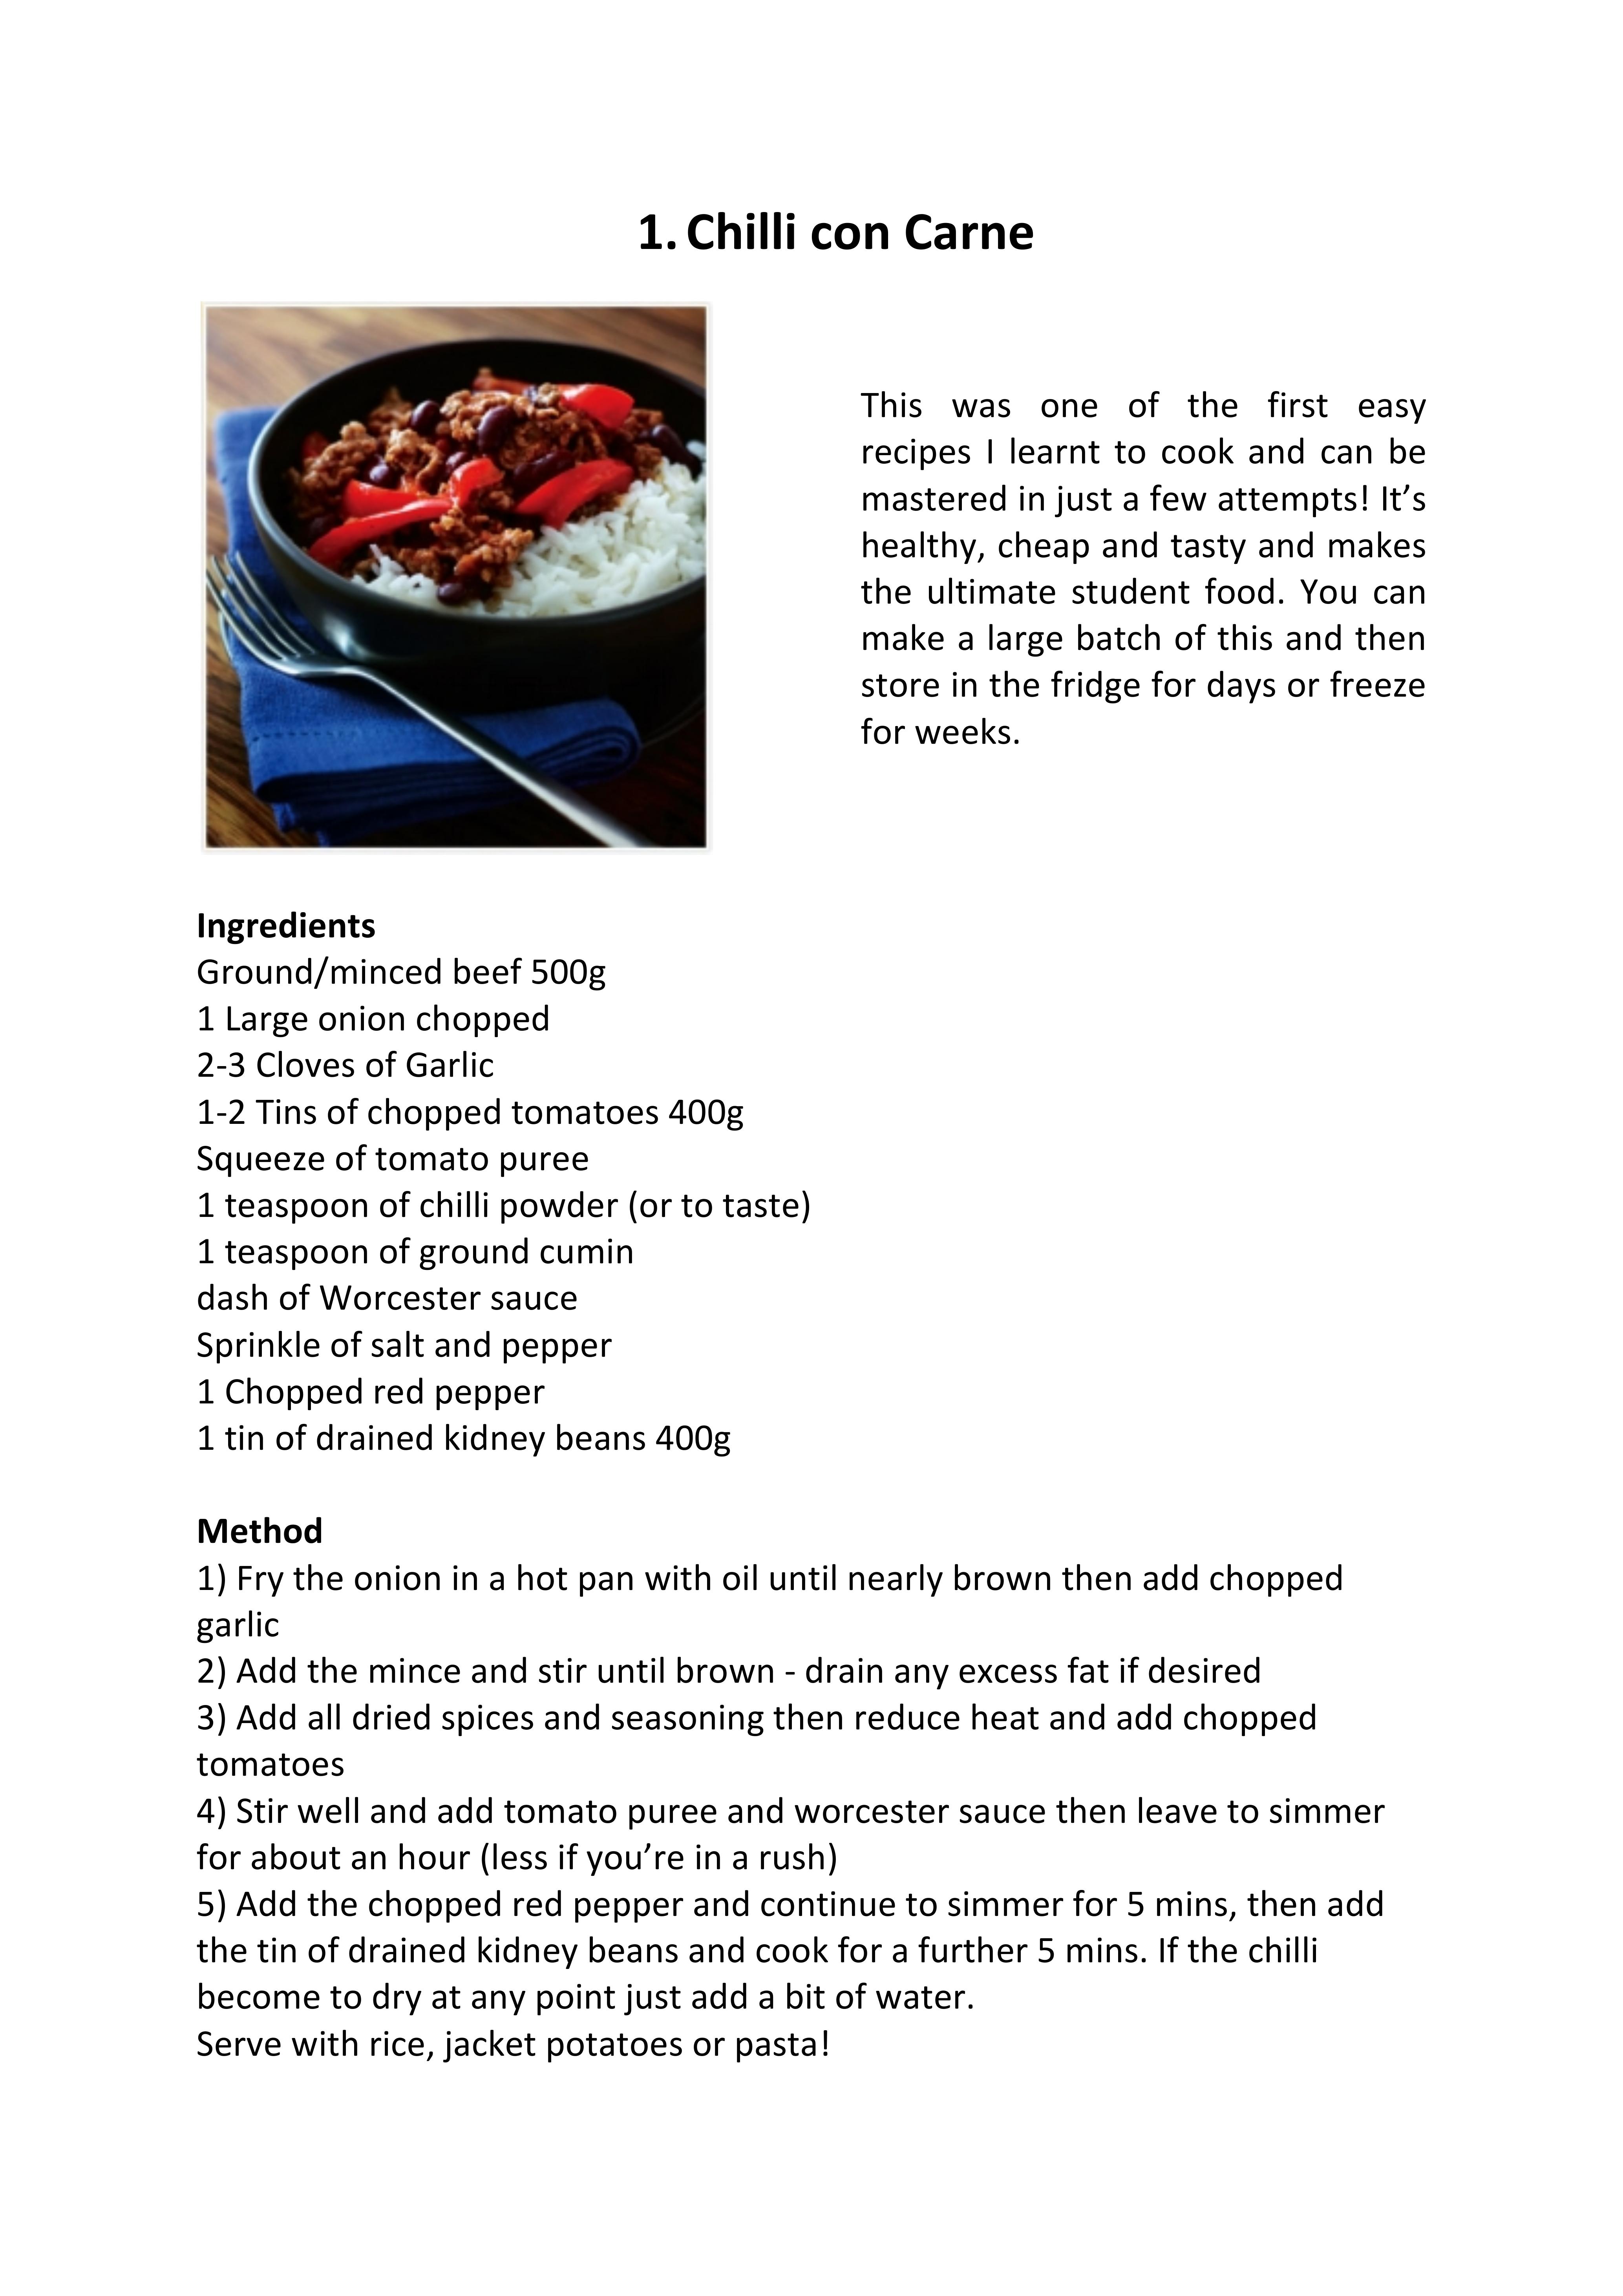 1. Chilli con Carne
This was one of the first easy
recipes I learnt to cook and can be
mastered in just a few attempts! It’s
healthy, cheap and tasty and makes
the ultimate student food. You can
make a large batch of this and then
store in the fridge for days or freeze
for weeks.
Ingredients
Ground/minced beef 500g
1 Large onion chopped
2-3 Cloves of Garlic
1-2 Tins of chopped tomatoes 400g
Squeeze of tomato puree
1 teaspoon of chilli powder (or to taste)
1 teaspoon of ground cumin
dash of Worcester sauce
Sprinkle of salt and pepper
1 Chopped red pepper
1 tin of drained kidney beans 400g
Method
1) Fry the onion in a hot pan with oil until nearly brown then add chopped
garlic
2) Add the mince and stir until brown - drain any excess fat if desired
3) Add all dried spices and seasoning then reduce heat and add chopped
tomatoes
4) Stir well and add tomato puree and worcester sauce then leave to simmer
for about an hour (less if you’re in a rush)
5) Add the chopped red pepper and continue to simmer for 5 mins, then add
the tin of drained kidney beans and cook for a further 5 mins. If the chilli
become to dry at any point just add a bit of water.
Serve with rice, jacket potatoes or pasta!